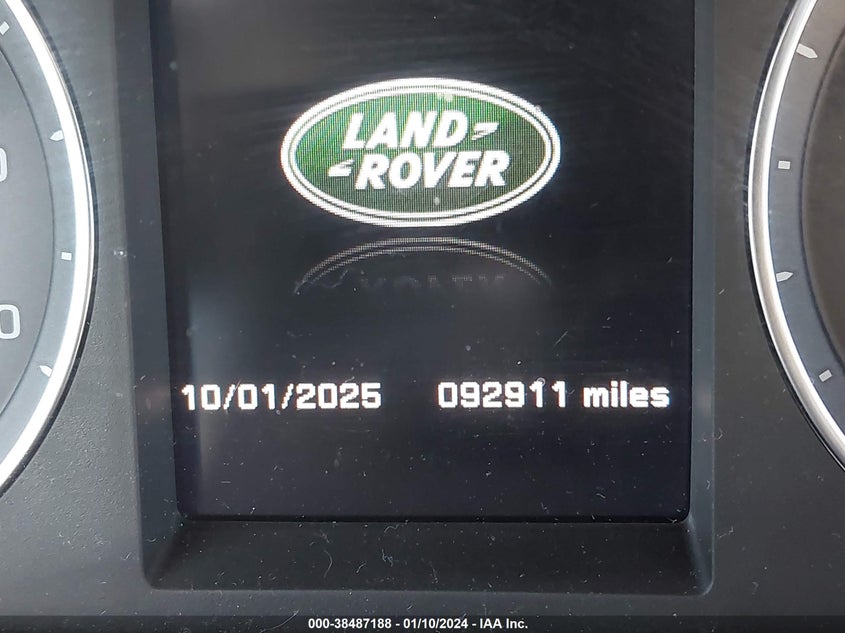 LAND
ROVER
10/01/2025 092911 miles
000-38487188 - 01/10/2024 - IAA Inc.